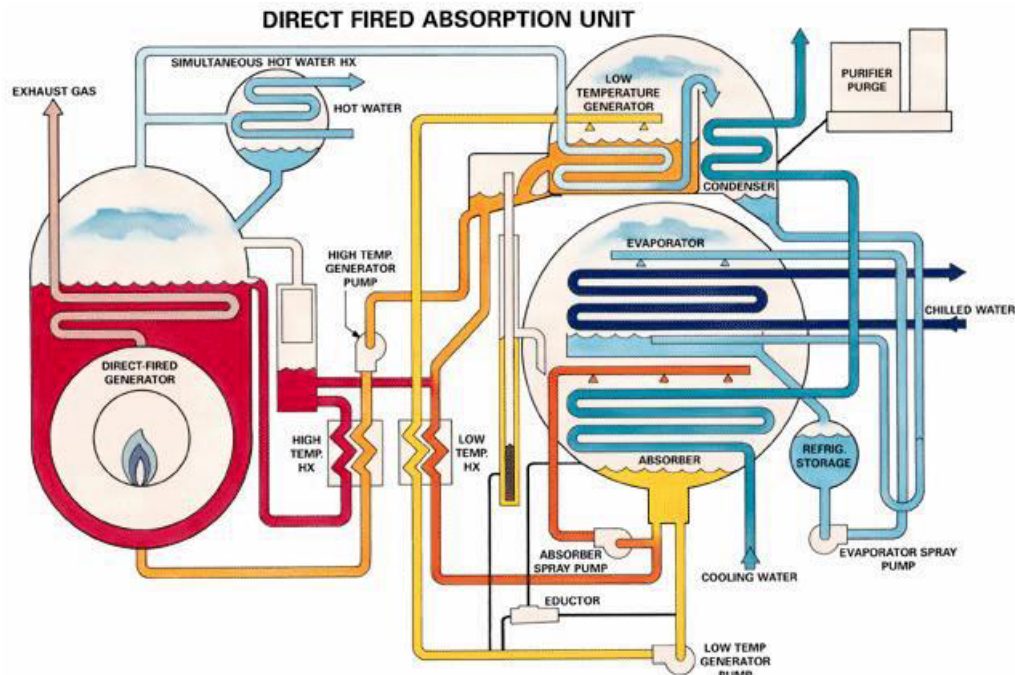 DIRECT FIRED ABSORPTION UNIT
SIMULTANEOUS HOT WATER HX
EXHAUST GAS
HOT WATER
LOW
TEMPERATURE
GENERATOR
PURIFIER
PURGE
CONDENSER
HIGH TEMP.
GENERATOR
PUMP
EVAPORATOR
CHILLED WATER
DIRECT-FIRED
GENERATOR
HIGH
TEMP.
HX
LOW
TEMP.
HX
ABSORBER
REFRIG.
STORAGE
ABSORBER
SPRAY PUMP
COOLING WATER
EVAPORATOR SPRAY
PUMP
EDUCTOR
LOW TEMP
GENERATOR
PUMP